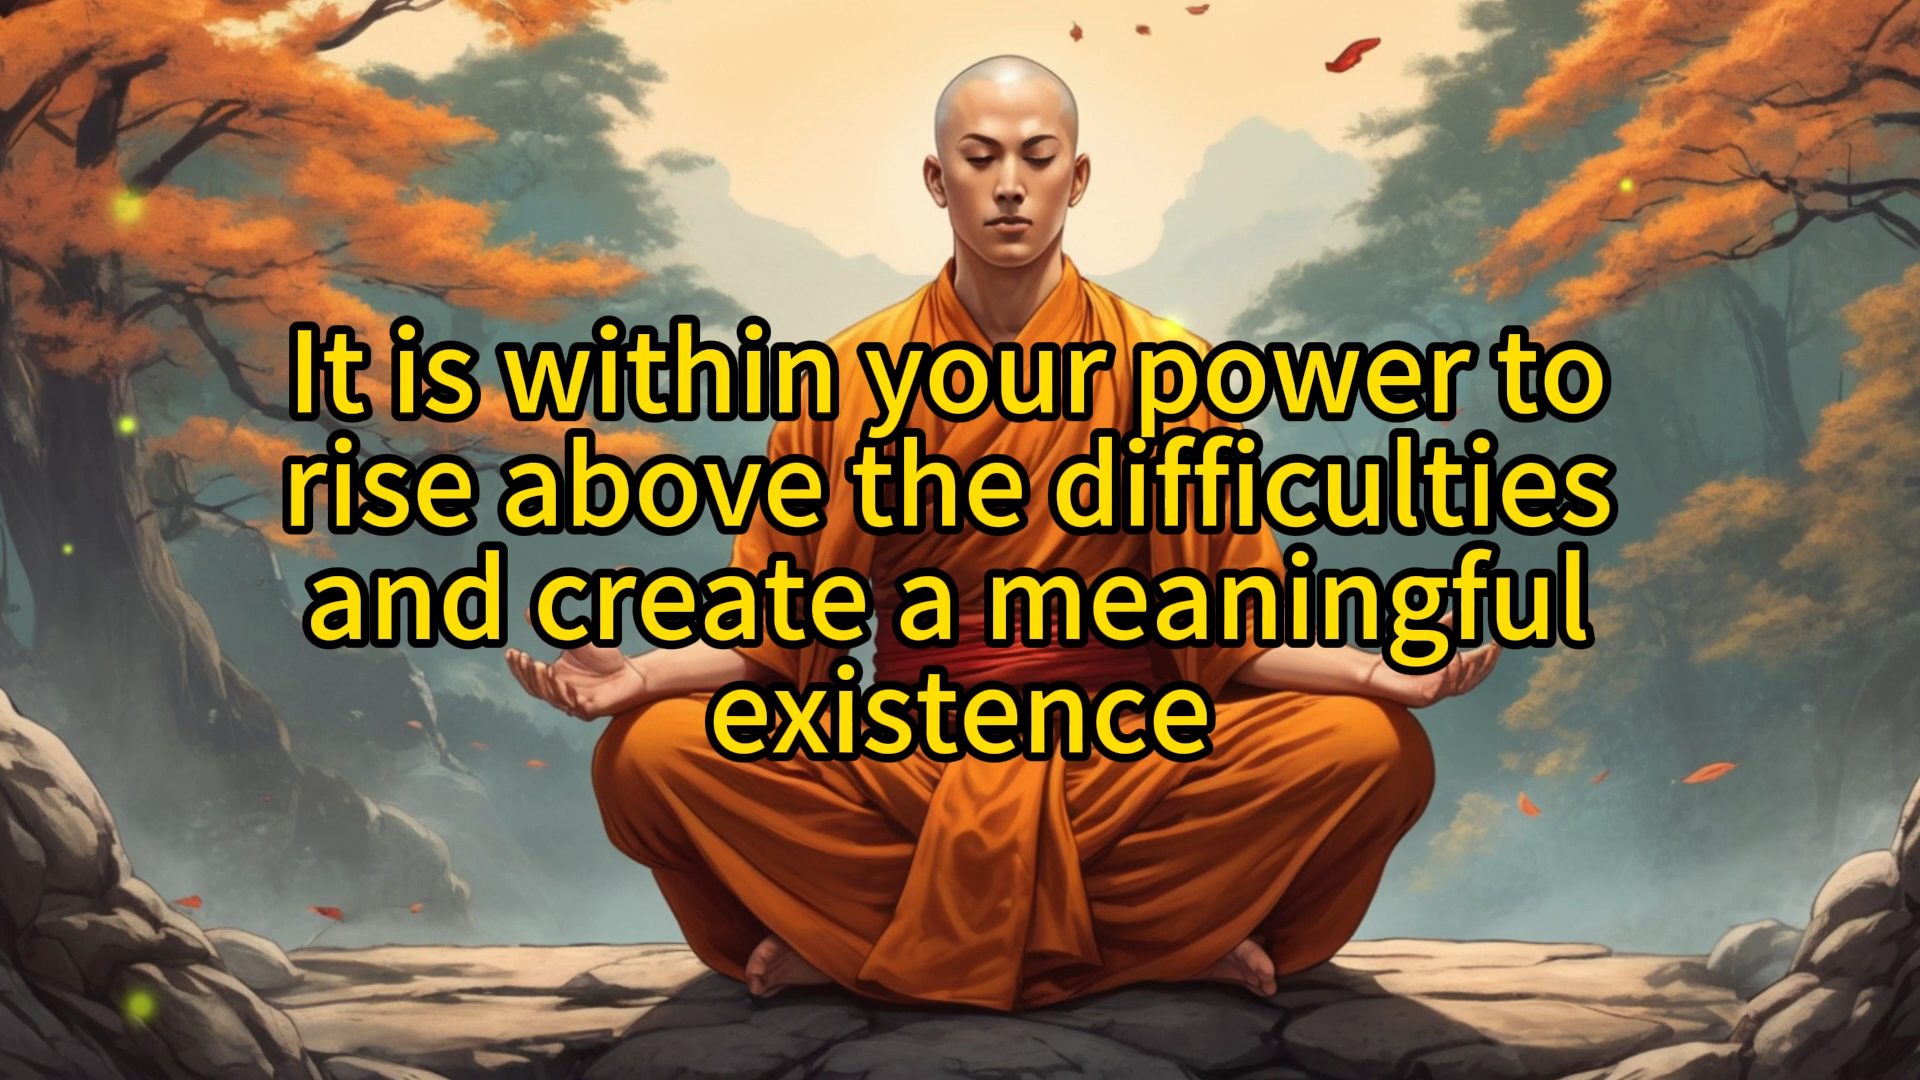 It is within your power to
rise above the difficulties
and create a meaningful
existence